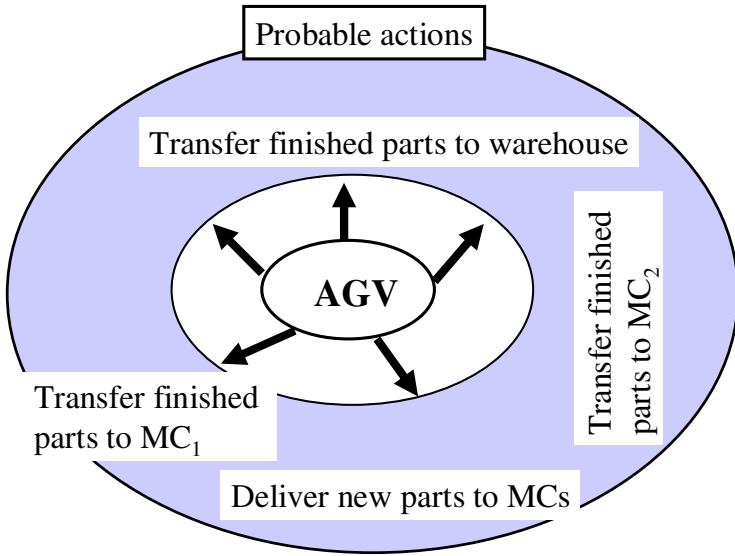 Probable actions
Transfer finished parts to warehouse
AGV
Transfer finished
parts to MC₂
Transfer finished
parts to MC₁
Deliver new parts to MCs